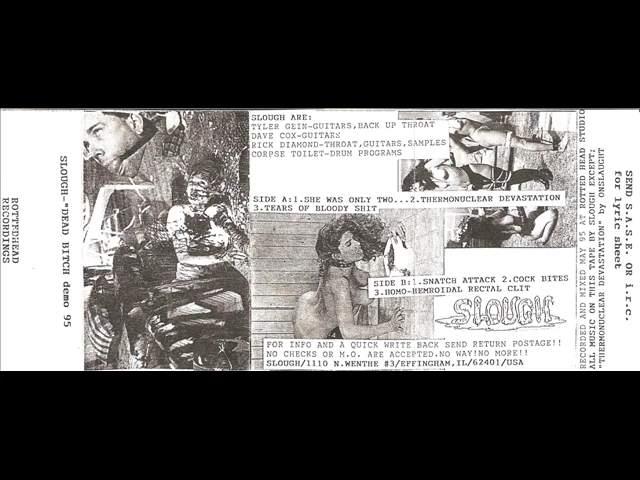 ROTTENHEAD
RECORDINGS
SLOUGH-"DEAD BITCH demo 95
SLOUGH ARE:
TYLER GEIN-GUITARS,BACK UP THROAT
DAVE COX-GUITARS
RICK DIAMOND-THROAT,GUITARS,SAMPLES
CORPSE TOILET-DRUM PROGRAMS
SIDE A:1.SHE WAS ONLY TWO...2.THERMONUCLEAR DEVASTATION
3.TEARS OF BLOODY SHIT
SIDE B:1.SNATCH ATTACK 2.COCK BITES
3.HOMO-HEMROIDAL RECTAL CLIT
SLOUGH
FOR INFO AND A QUICK WRITE BACK SEND RETURN POSTAGE!!
NO CHECKS OR M.O. ARE ACCEPTED.NO WAY!NO MORE!!
SLOUGH/1110 N.WENTHE #3/EFFINGHAM,IL/62401/USA
RECORDED AND MIXED MAY 95 AT ROTTED HEAD STUDIO
ALL MUSIC ON THIS TAPE BY SLOUGH EXCEPT:
"THERMONUCLEAR DEVASTATION" by ONSLAUGHT
SEND S.A.S.E. OR i.r.c.
for lyric sheet